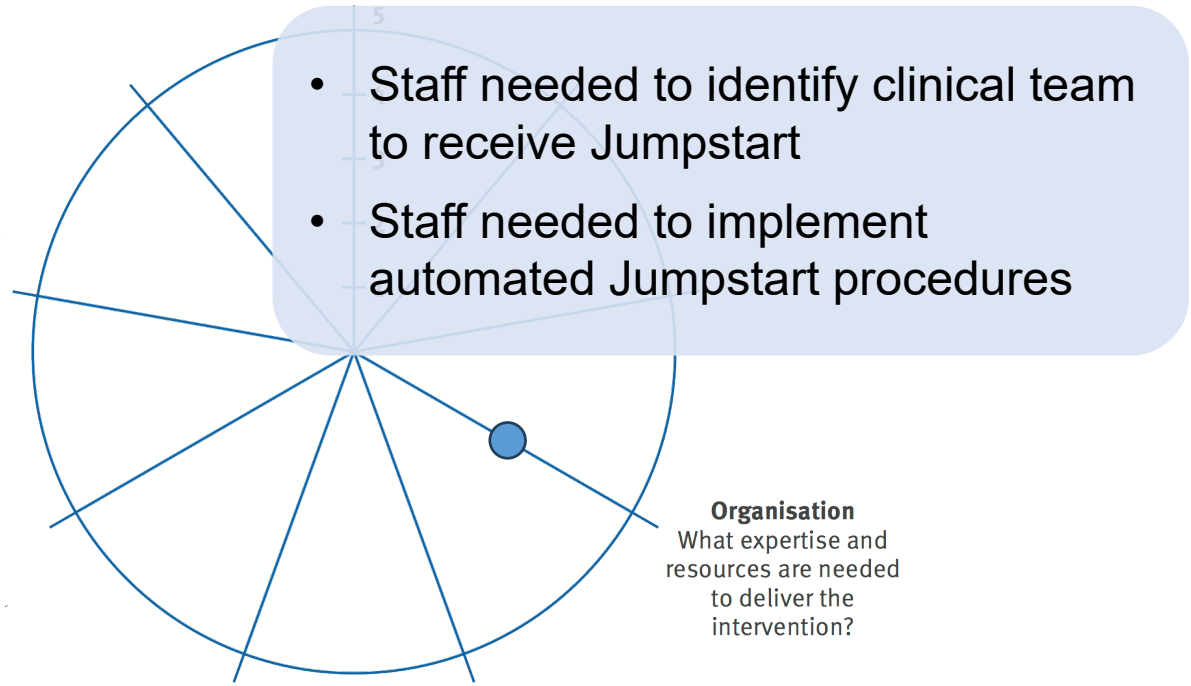 5
• Staff needed to identify clinical team
to receive Jumpstart
3
• Staff needed to implement
automated Jumpstart procedures
Organisation
What expertise and
resources are needed
to deliver the
intervention?